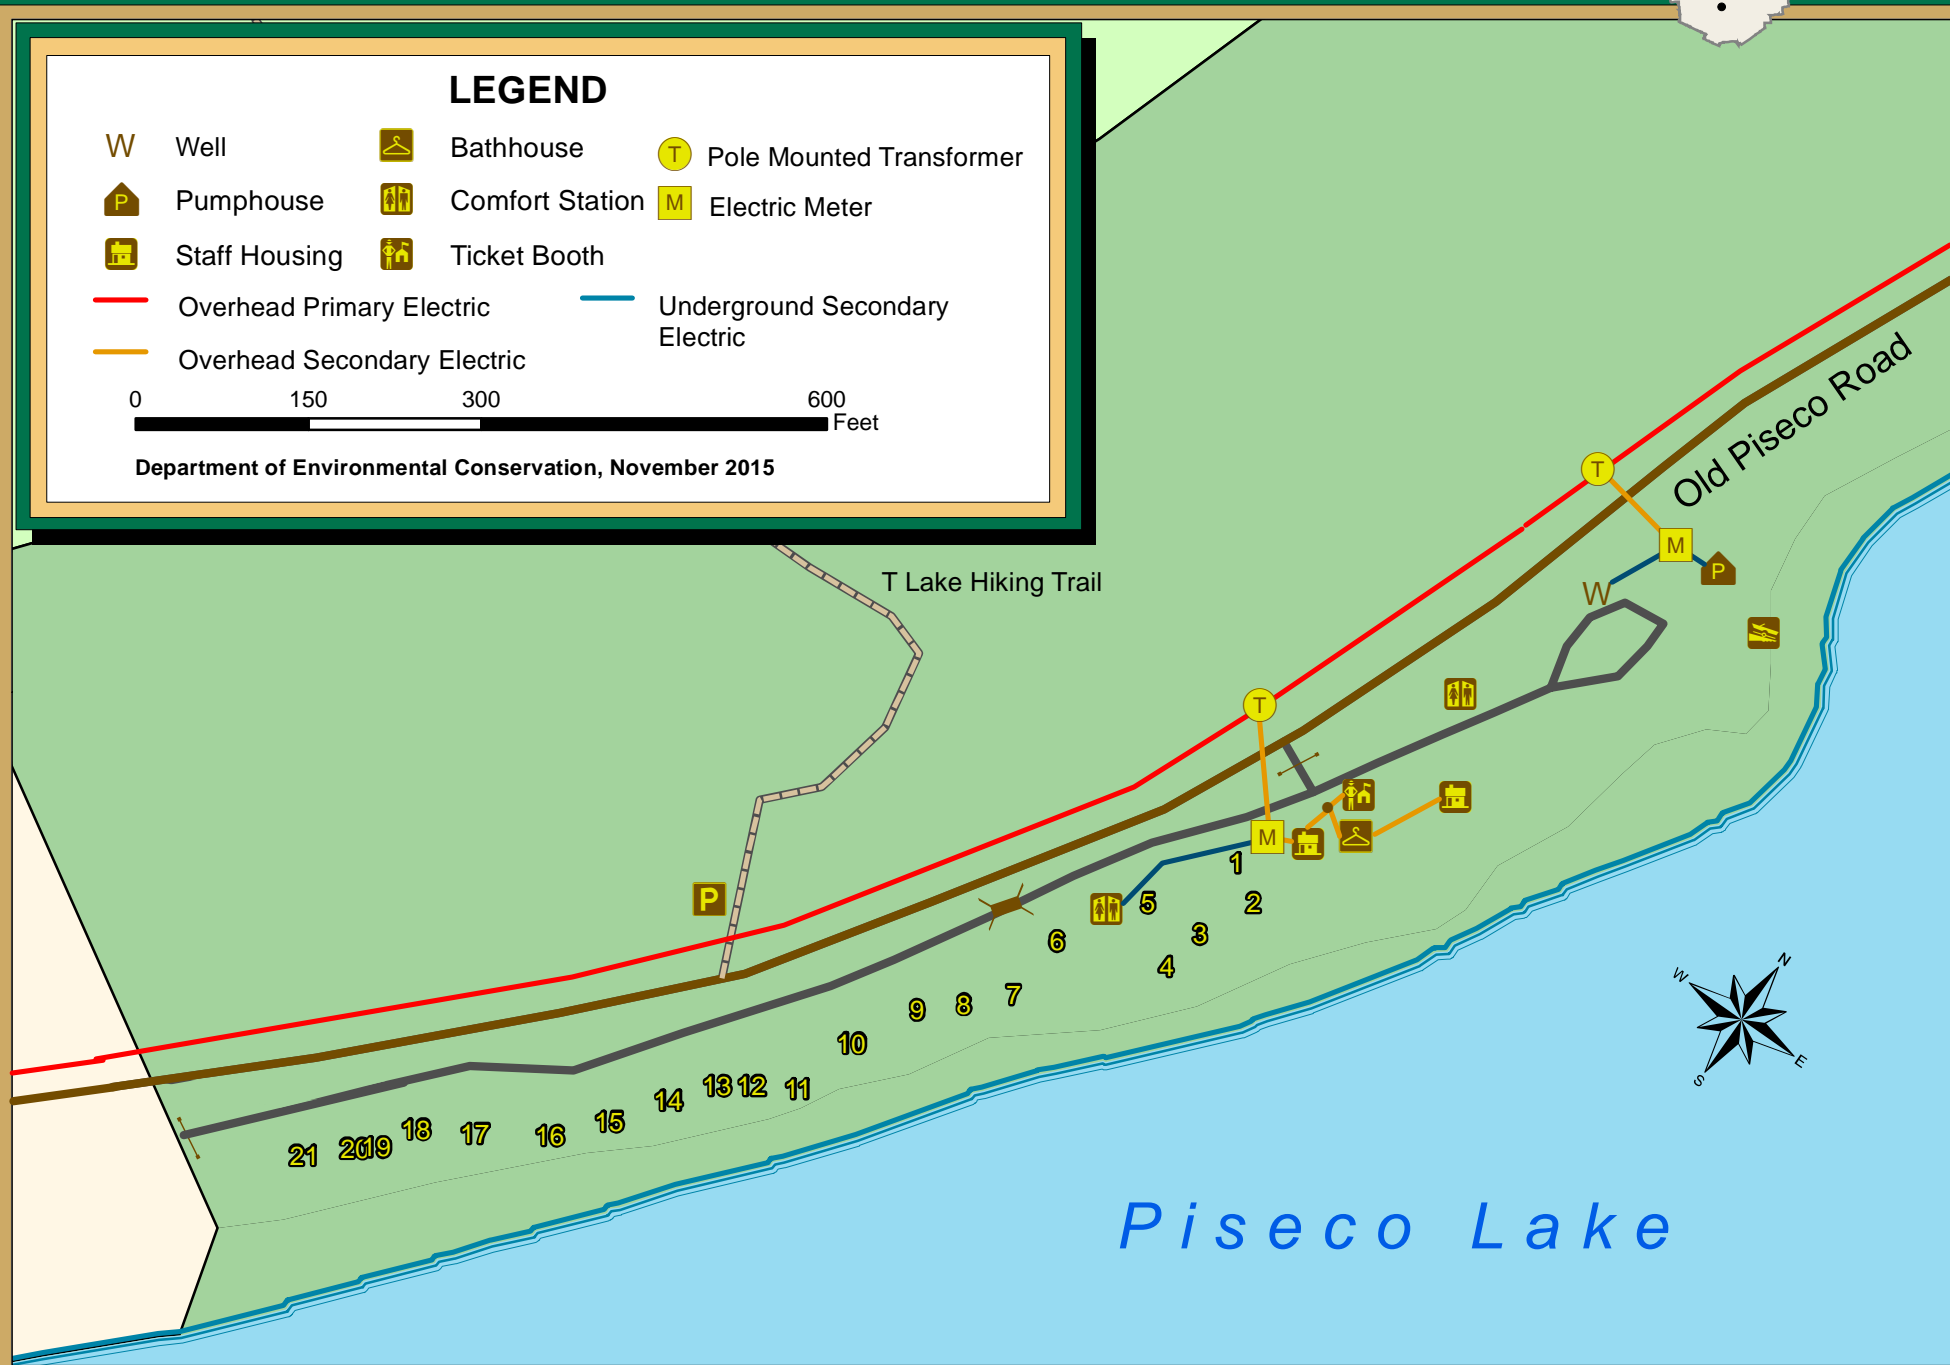 LEGEND
W Well
Bathhouse
T Pole Mounted Transformer
P Pumphouse
Comfort Station
M Electric Meter
Staff Housing
Ticket Booth
Overhead Primary Electric
Underground Secondary
Electric
Overhead Secondary Electric
0 150 300 600
Feet
Department of Environmental Conservation, November 2015
Old Piseco Road
T
M
P
W
T Lake Hiking Trail
T
M
P
1
2
3
4
5
6
7
8
9
10
11
12
13
14
15
16
17
18
19
20
21
N
W
E
S
Piseco Lake